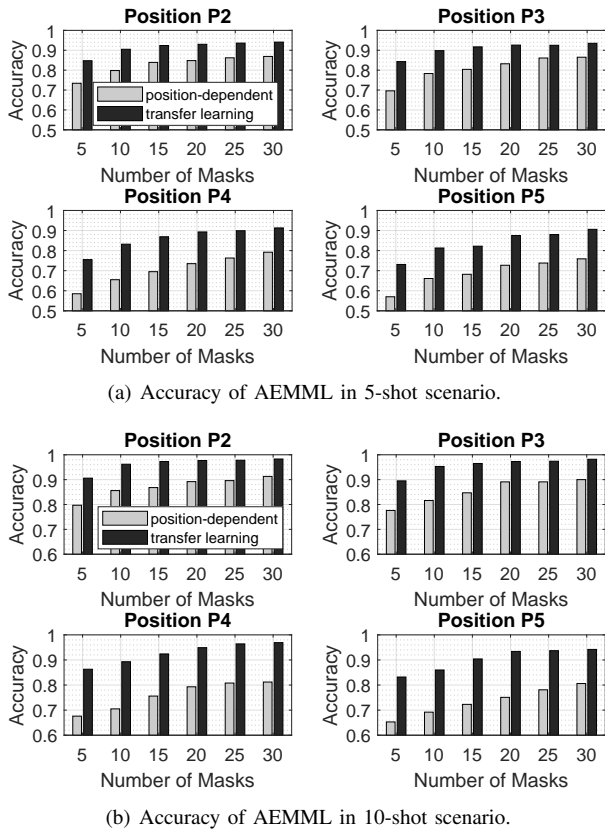 Position P2
Position P3
Accuracy
1
0.9
0.8
0.7
0.6
0.5
position-dependent
transfer learning
5 10 15 20 25 30
Number of Masks
Accuracy
1
0.9
0.8
0.7
0.6
0.5
5 10 15 20 25 30
Number of Masks
Position P4
Position P5
Accuracy
1
0.9
0.8
0.7
0.6
0.5
5 10 15 20 25 30
Number of Masks
Accuracy
1
0.9
0.8
0.7
0.6
0.5
5 10 15 20 25 30
Number of Masks
(a) Accuracy of AEMML in 5-shot scenario.
Position P2
Position P3
Accuracy
1
0.9
0.8
0.7
0.6
position-dependent
transfer learning
5 10 15 20 25 30
Number of Masks
Accuracy
1
0.9
0.8
0.7
0.6
5 10 15 20 25 30
Number of Masks
Position P4
Position P5
Accuracy
1
0.9
0.8
0.7
0.6
5 10 15 20 25 30
Number of Masks
Accuracy
1
0.9
0.8
0.7
0.6
5 10 15 20 25 30
Number of Masks
(b) Accuracy of AEMML in 10-shot scenario.